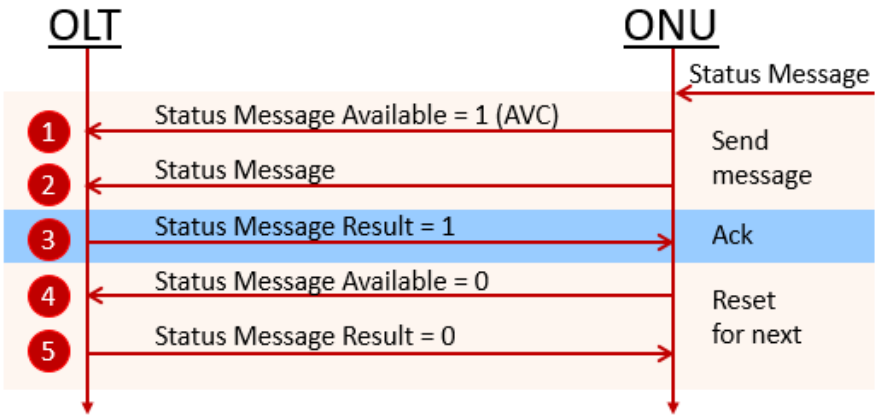 OLT
ONU
Status Message
1
Status Message Available = 1 (AVC)
Send
message
2
Status Message
3
Status Message Result = 1
Ack
4
Status Message Available = 0
Reset
for next
5
Status Message Result = 0